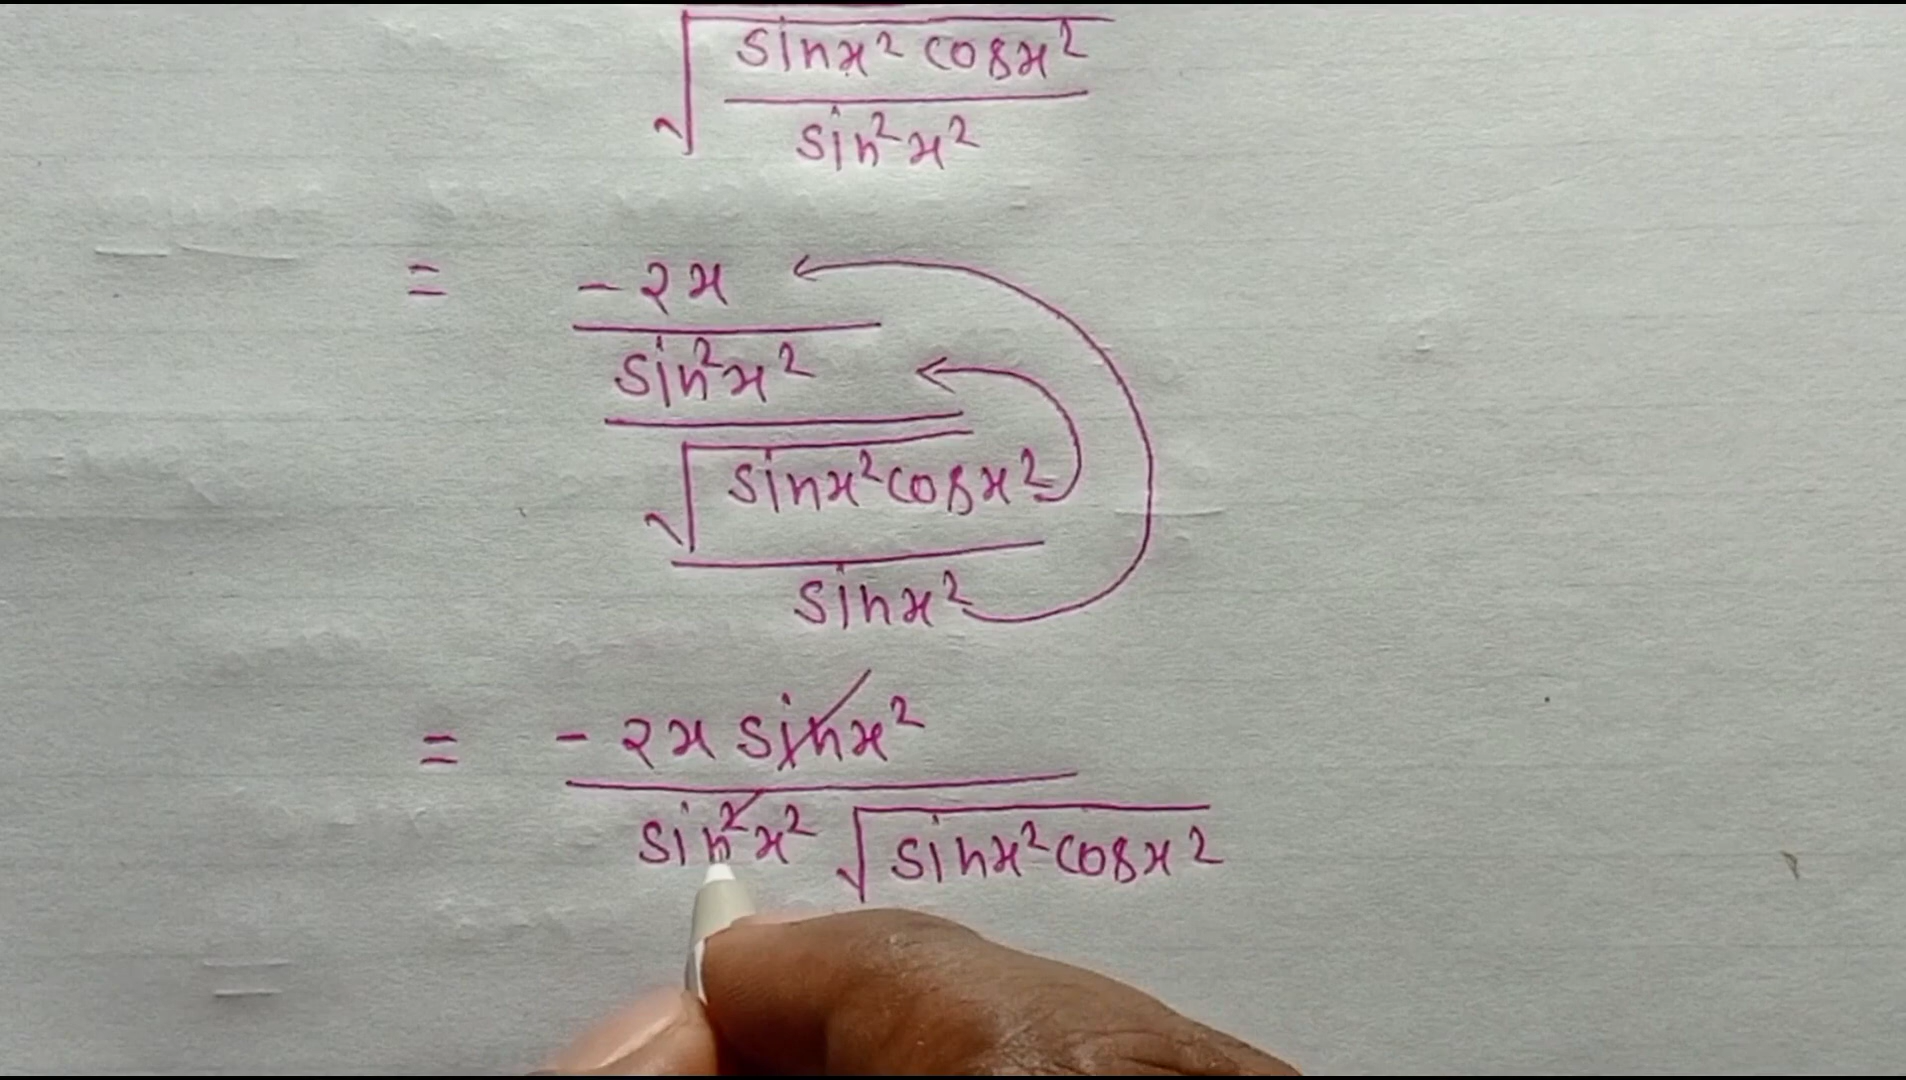 √ sinx² cosx²
sin²x²
= -2x
sin²x²
√ sinx² cosx²
sinx²
= -2x sinx²
sin²x² √ sinx² cosx²